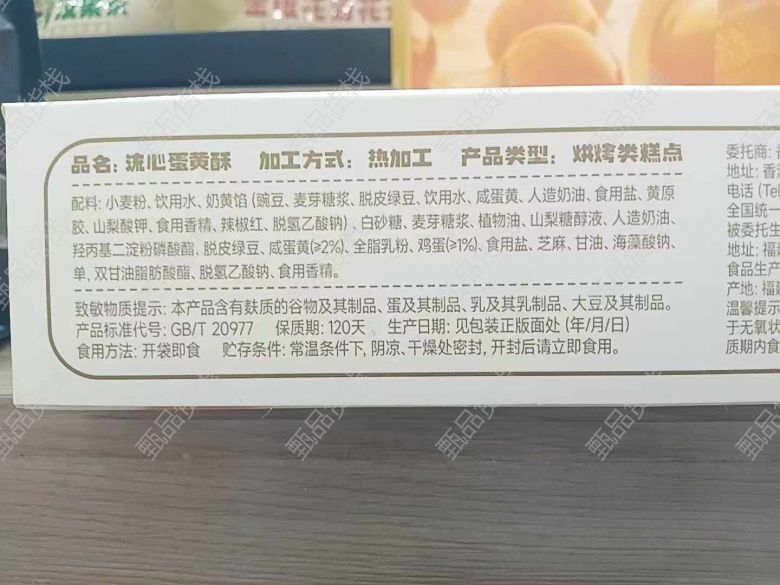 品名: 流心蛋黄酥 加工方式: 热加工 产品类型: 烘烤类糕点
配料: 小麦粉、饮用水、奶黄馅 (豌豆、麦芽糖浆、脱皮绿豆、饮用水、咸蛋黄、人造奶油、食用盐、黄原
胶、山梨酸钾、食用香精、辣椒红、脱氢乙酸钠) 、白砂糖、麦芽糖浆、植物油、山梨糖醇液、人造奶油、
羟丙基二淀粉磷酸酯、脱皮绿豆、咸蛋黄(≥2%)、全脂乳粉、鸡蛋(≥1%)、食用盐、芝麻、甘油、海藻酸钠、
单, 双甘油脂肪酸酯、脱氢乙酸钠、食用香精。
致敏物质提示: 本产品含有麸质的谷物及其制品、蛋及其制品、乳及其乳制品、大豆及其制品。
产品标准代号: GB/T 20977 保质期: 120天 生产日期: 见包装正版面处 (年/月/日)
食用方法: 开袋即食 贮存条件: 常温条件下, 阴凉、干燥处密封, 开封后请立即食用。
委托商:
地址: 香港
电话 (Tel
全国统一
被委托生
地址: 福建
食品生产
产地: 福建
温馨提示
于无氧状
质期内食
甄品货栈